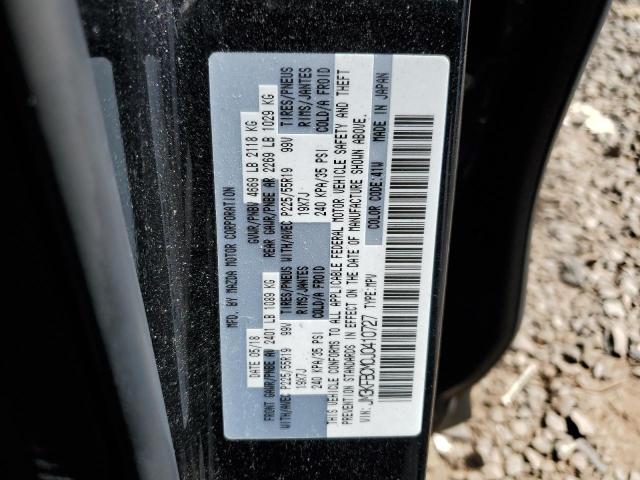 MFD. BY MAZDA MOTOR CORPORATION
DATE 05/18 GVWR/PNBV 4669 LB 2118 KG
FRONT GAWR/PNBE AV 2401 LB 1089 KG REAR GAWR/PNBE AR 2269 LB 1029 KG
WITH/AVEC P225/55R19 99V TIRES/PNEUS WITH/AVEC P225/55R19 99V TIRES/PNEUS
19X7J RIMS/JANTES 19X7J RIMS/JANTES
240 KPA/35 PSI COLD/A FROID 240 KPA/35 PSI COLD/A FROID
THIS VEHICLE CONFORMS TO ALL APPLICABLE FEDERAL MOTOR VEHICLE SAFETY AND THEFT
PREVENTION STANDARDS IN EFFECT ON THE DATE OF MANUFACTURE SHOWN ABOVE.
VIN: JM3KFBDM0J0410727 TYPE: MPV COLOR CODE: 41W MADE IN JAPAN